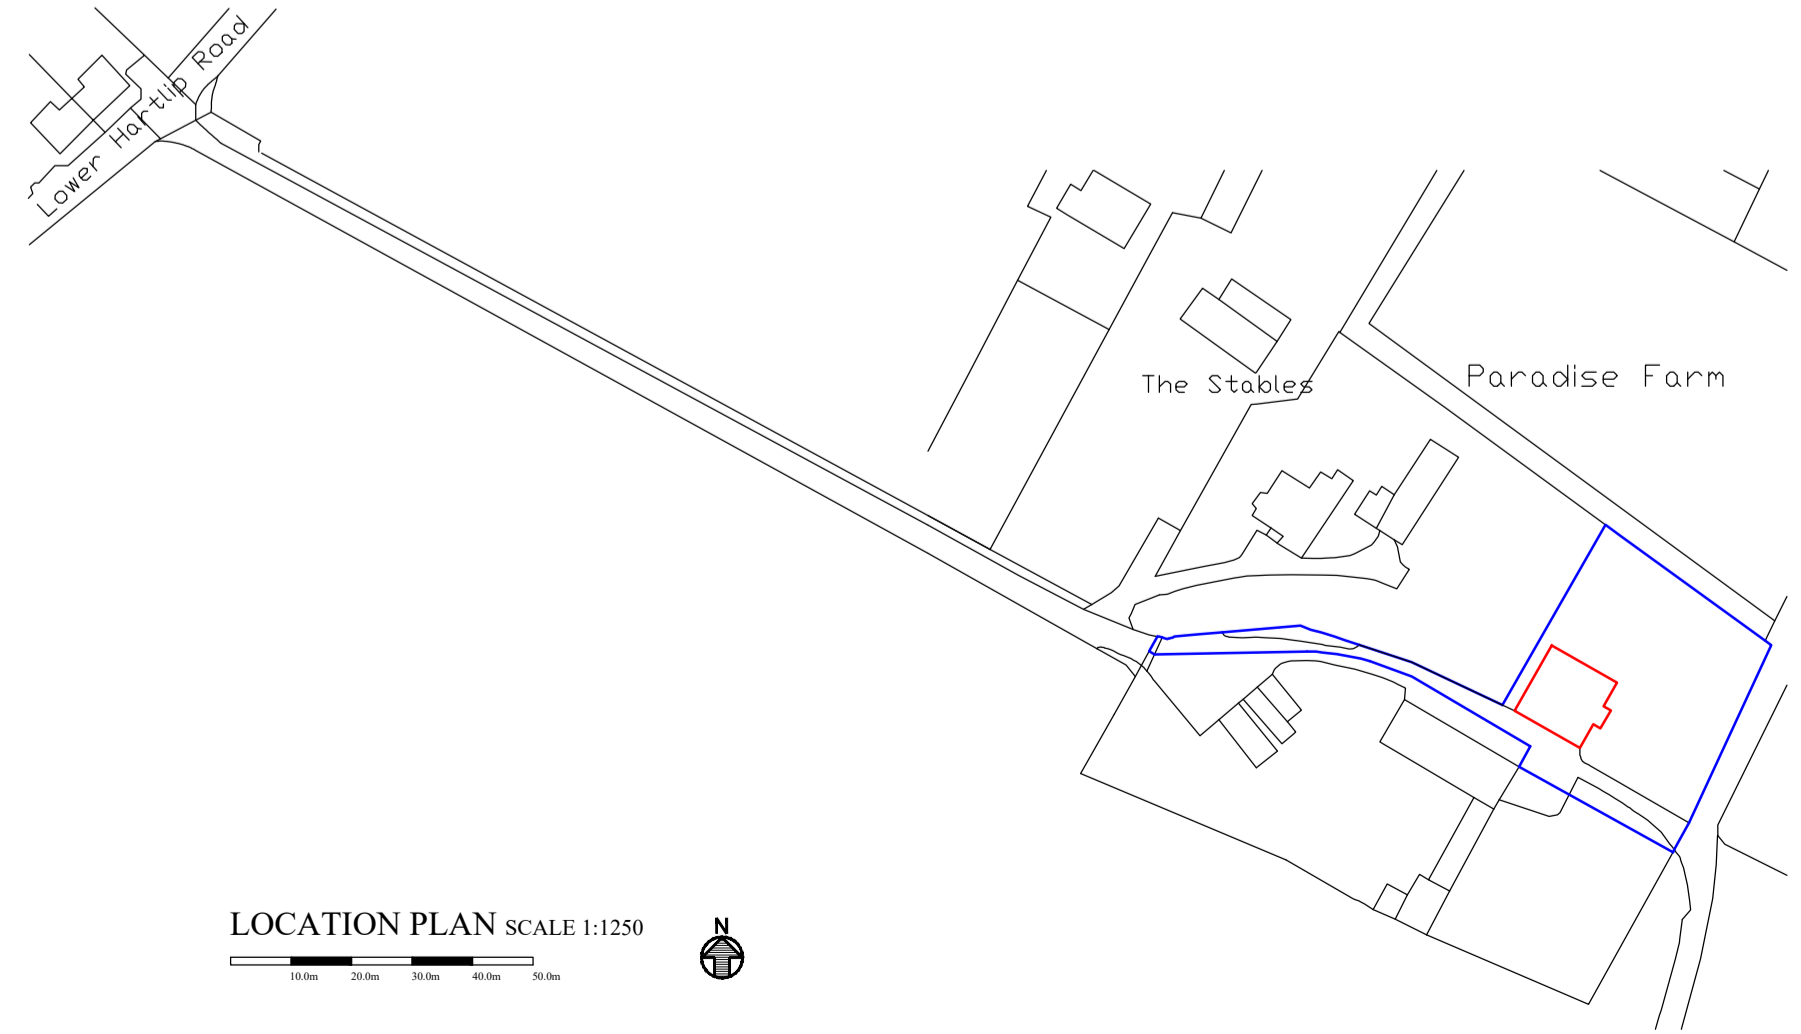 Lower Hartlip Road
The Stables
Paradise Farm
LOCATION PLAN SCALE 1:1250
N
10.0m 20.0m 30.0m 40.0m 50.0m